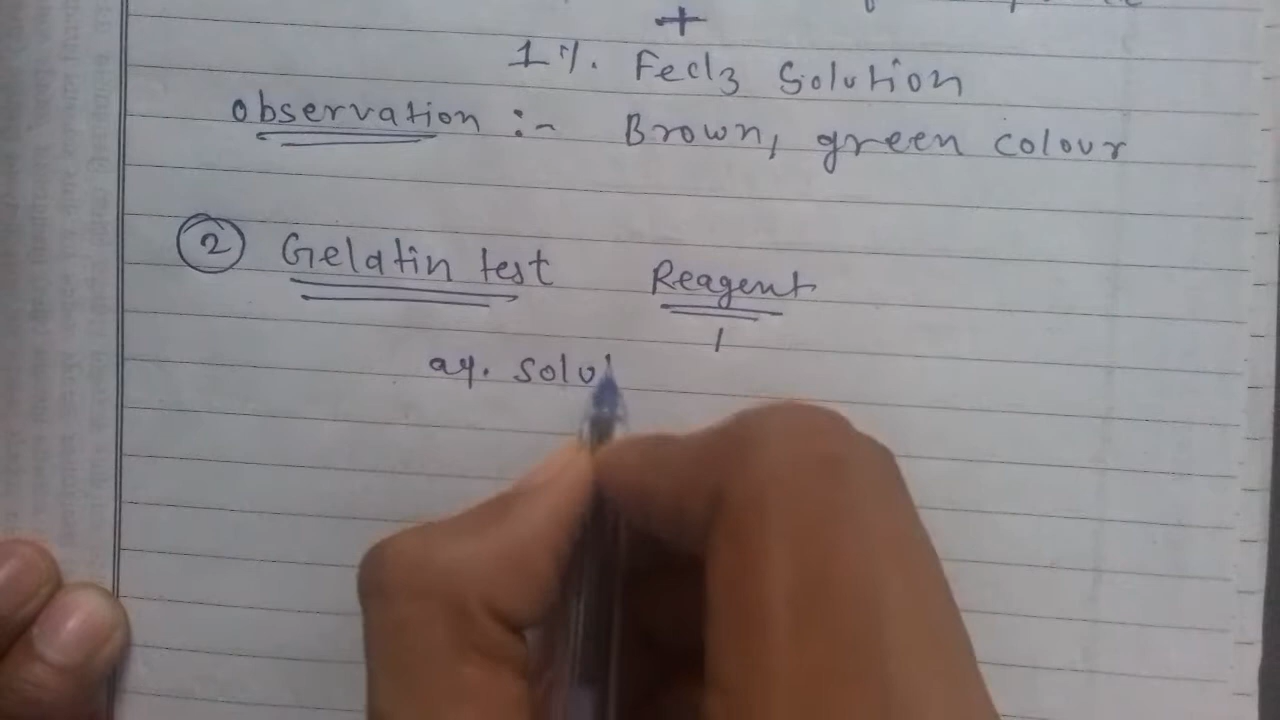 +
1%. Fecl3 Solution
observation :- Brown, green colour
② Gelatin test Reagent
aq. solu